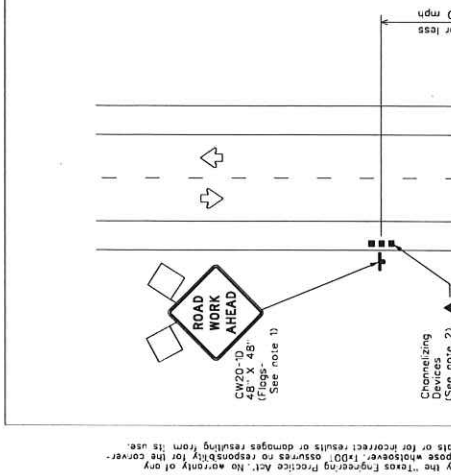 ROAD
WORK
AHEAD
CW20-1D
48" X 48"
(Flags-
See note 1)
Channelizing
Devices
(See note 2)
or less
mph
the "Texas Engineering Practice Act". No warranty of any
pose whatsoever. TxDOT assumes no responsibility for the conver-
or for incorrect results or damages resulting from its use.